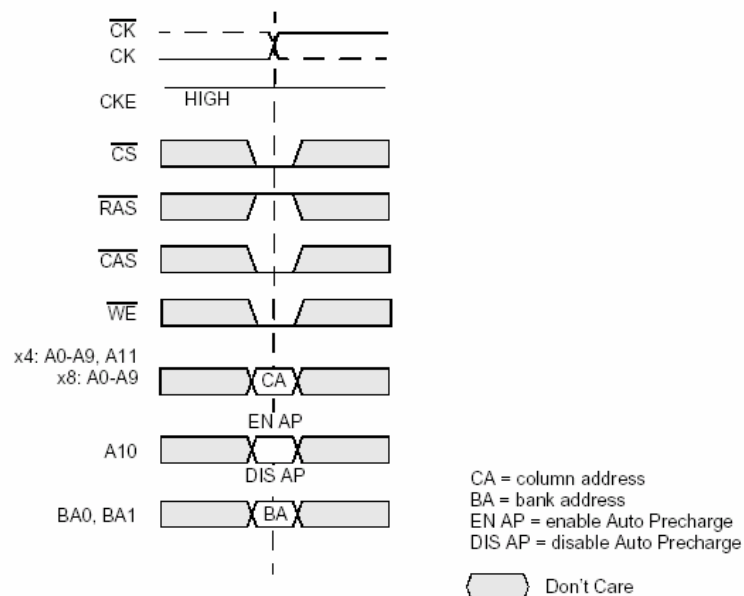 CK
CK
CKE
HIGH
CS
RAS
CAS
WE
x4: A0-A9, A11
x8: A0-A9
CA
EN AP
A10
DIS AP
BA0, BA1
BA
CA = column address
BA = bank address
EN AP = enable Auto Precharge
DIS AP = disable Auto Precharge
Don't Care